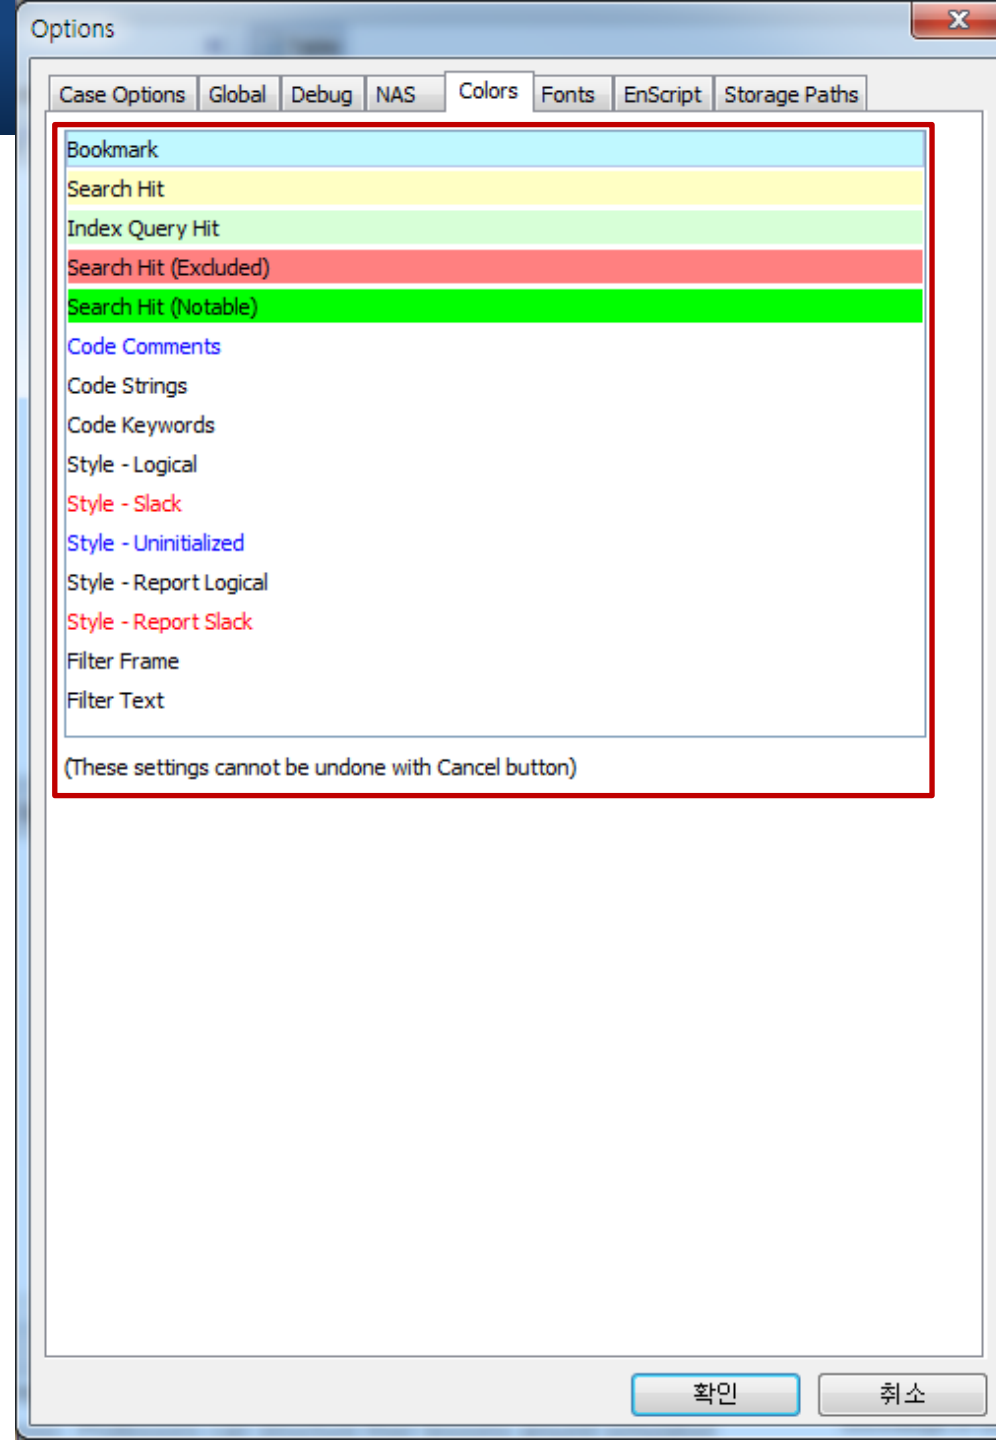 Options
Case Options Global Debug NAS Colors Fonts EnScript Storage Paths
Bookmark
Search Hit
Index Query Hit
Search Hit (Excluded)
Search Hit (Notable)
Code Comments
Code Strings
Code Keywords
Style - Logical
Style - Slack
Style - Uninitialized
Style - Report Logical
Style - Report Slack
Filter Frame
Filter Text
(These settings cannot be undone with Cancel button)
확인 취소